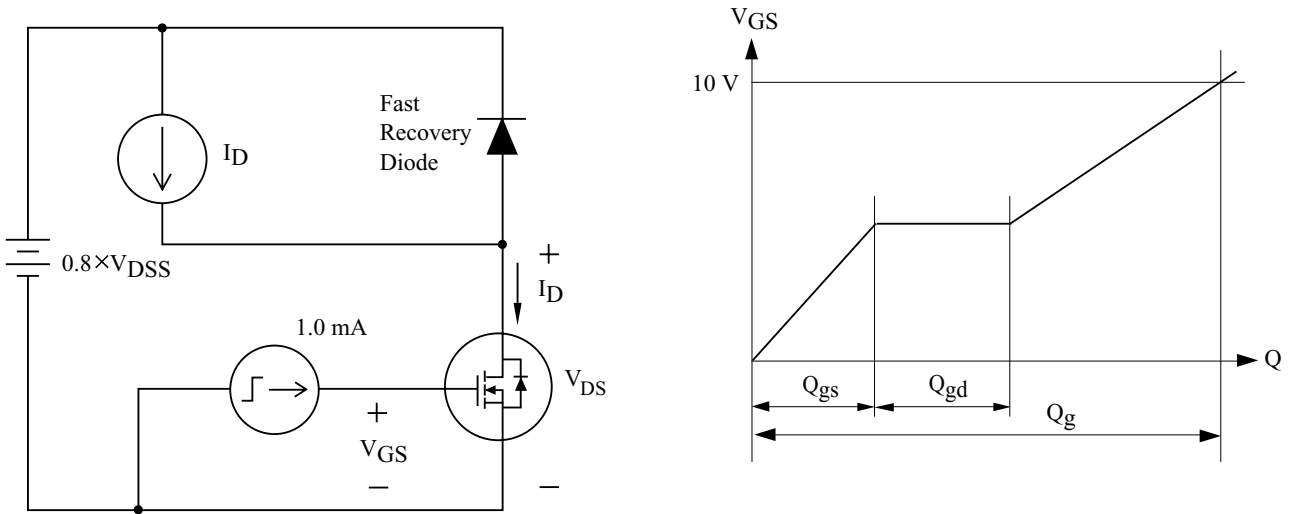 Fast
Recovery
Diode
I_D
0.8×V_DSS
+
I_D
1.0 mA
+
V_GS
−
V_DS
−
V_GS
10 V
Q
Q_gs
Q_gd
Q_g